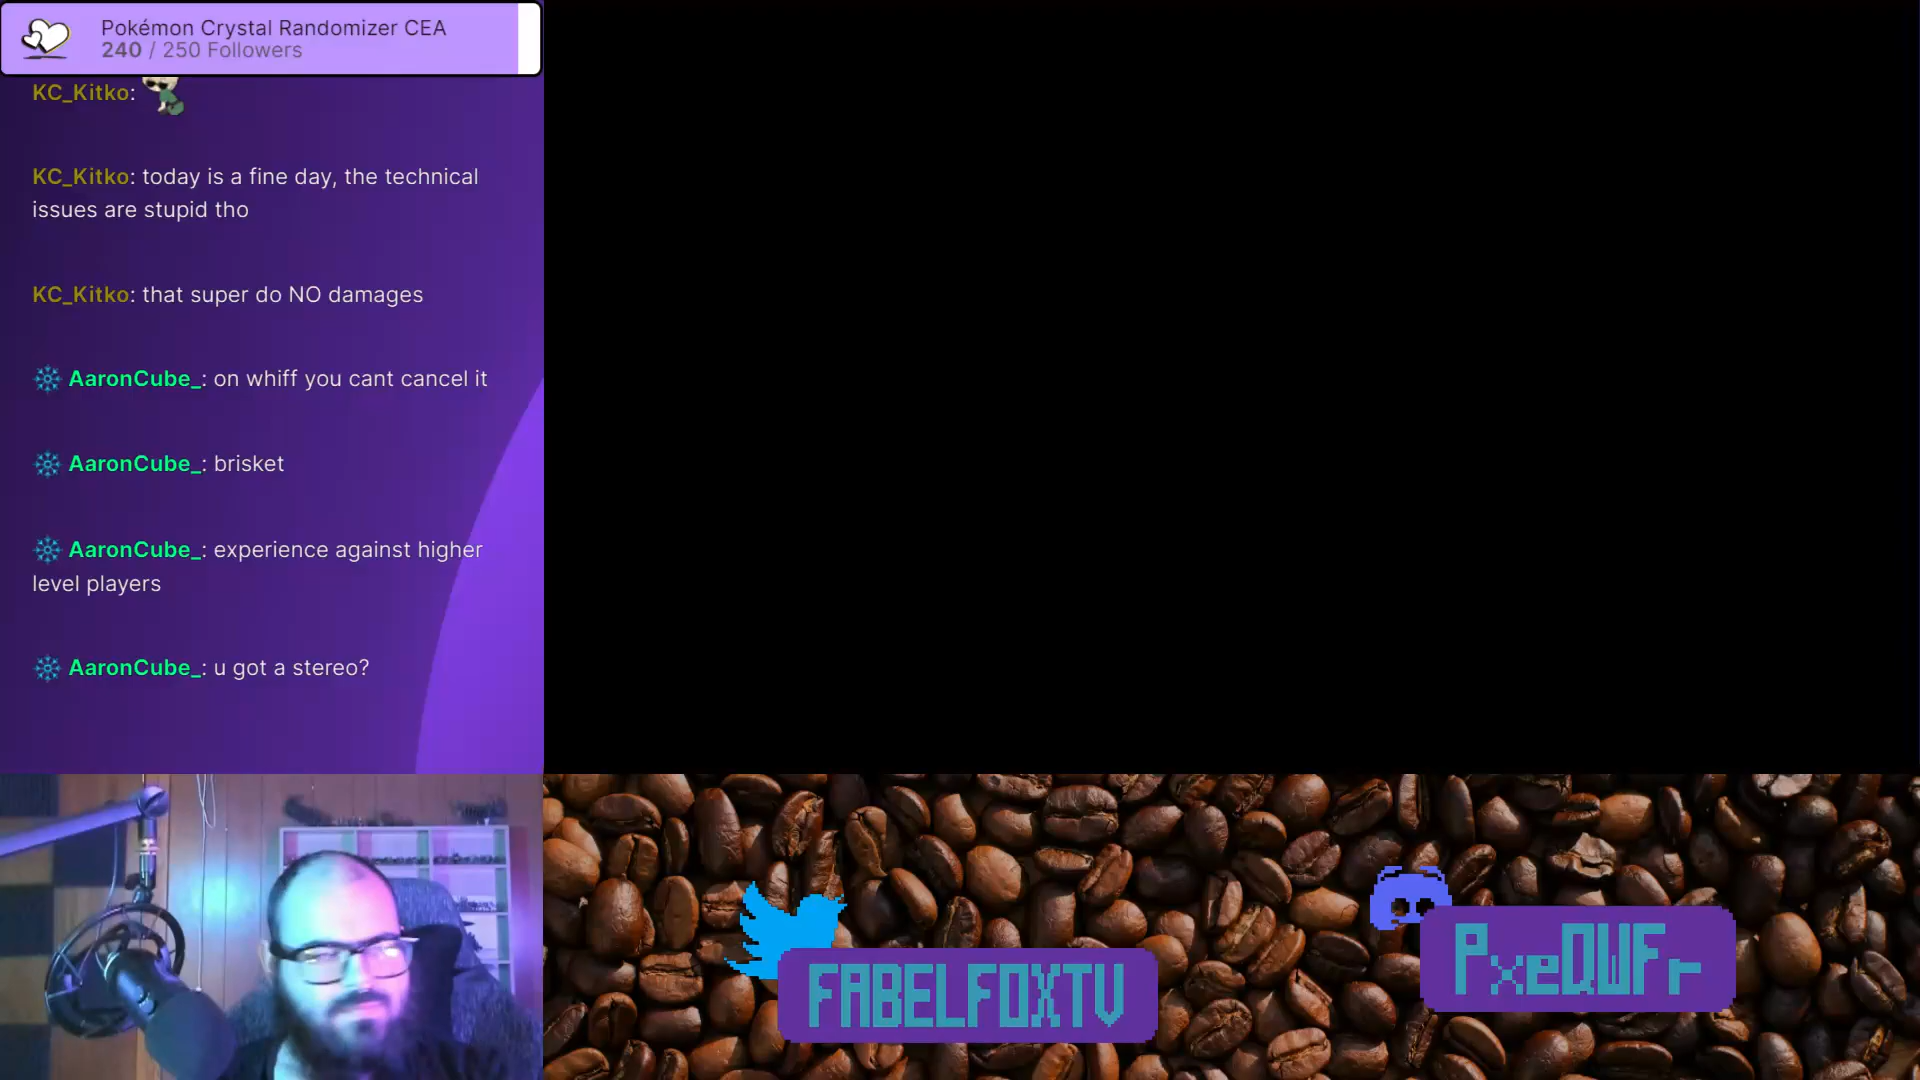 Pokémon Crystal Randomizer CEA
240 / 250 Followers
KC_Kitko:
KC_Kitko: today is a fine day, the technical
issues are stupid tho
KC_Kitko: that super do NO damages
AaronCube_: on whiff you cant cancel it
AaronCube_: brisket
AaronCube_: experience against higher
level players
AaronCube_: u got a stereo?
FABELFOXTV
PxeQWFr